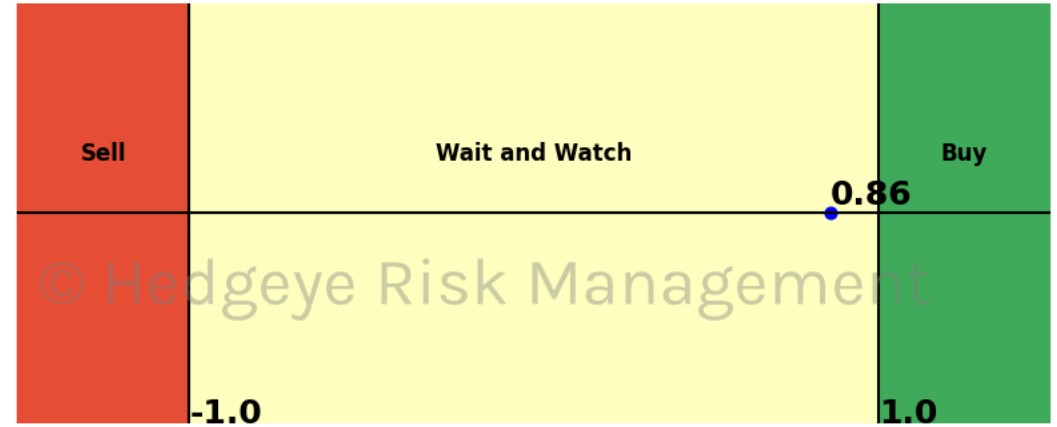 Sell
Wait and Watch
Buy
0.86
© Hedgeye Risk Management
-1.0
1.0